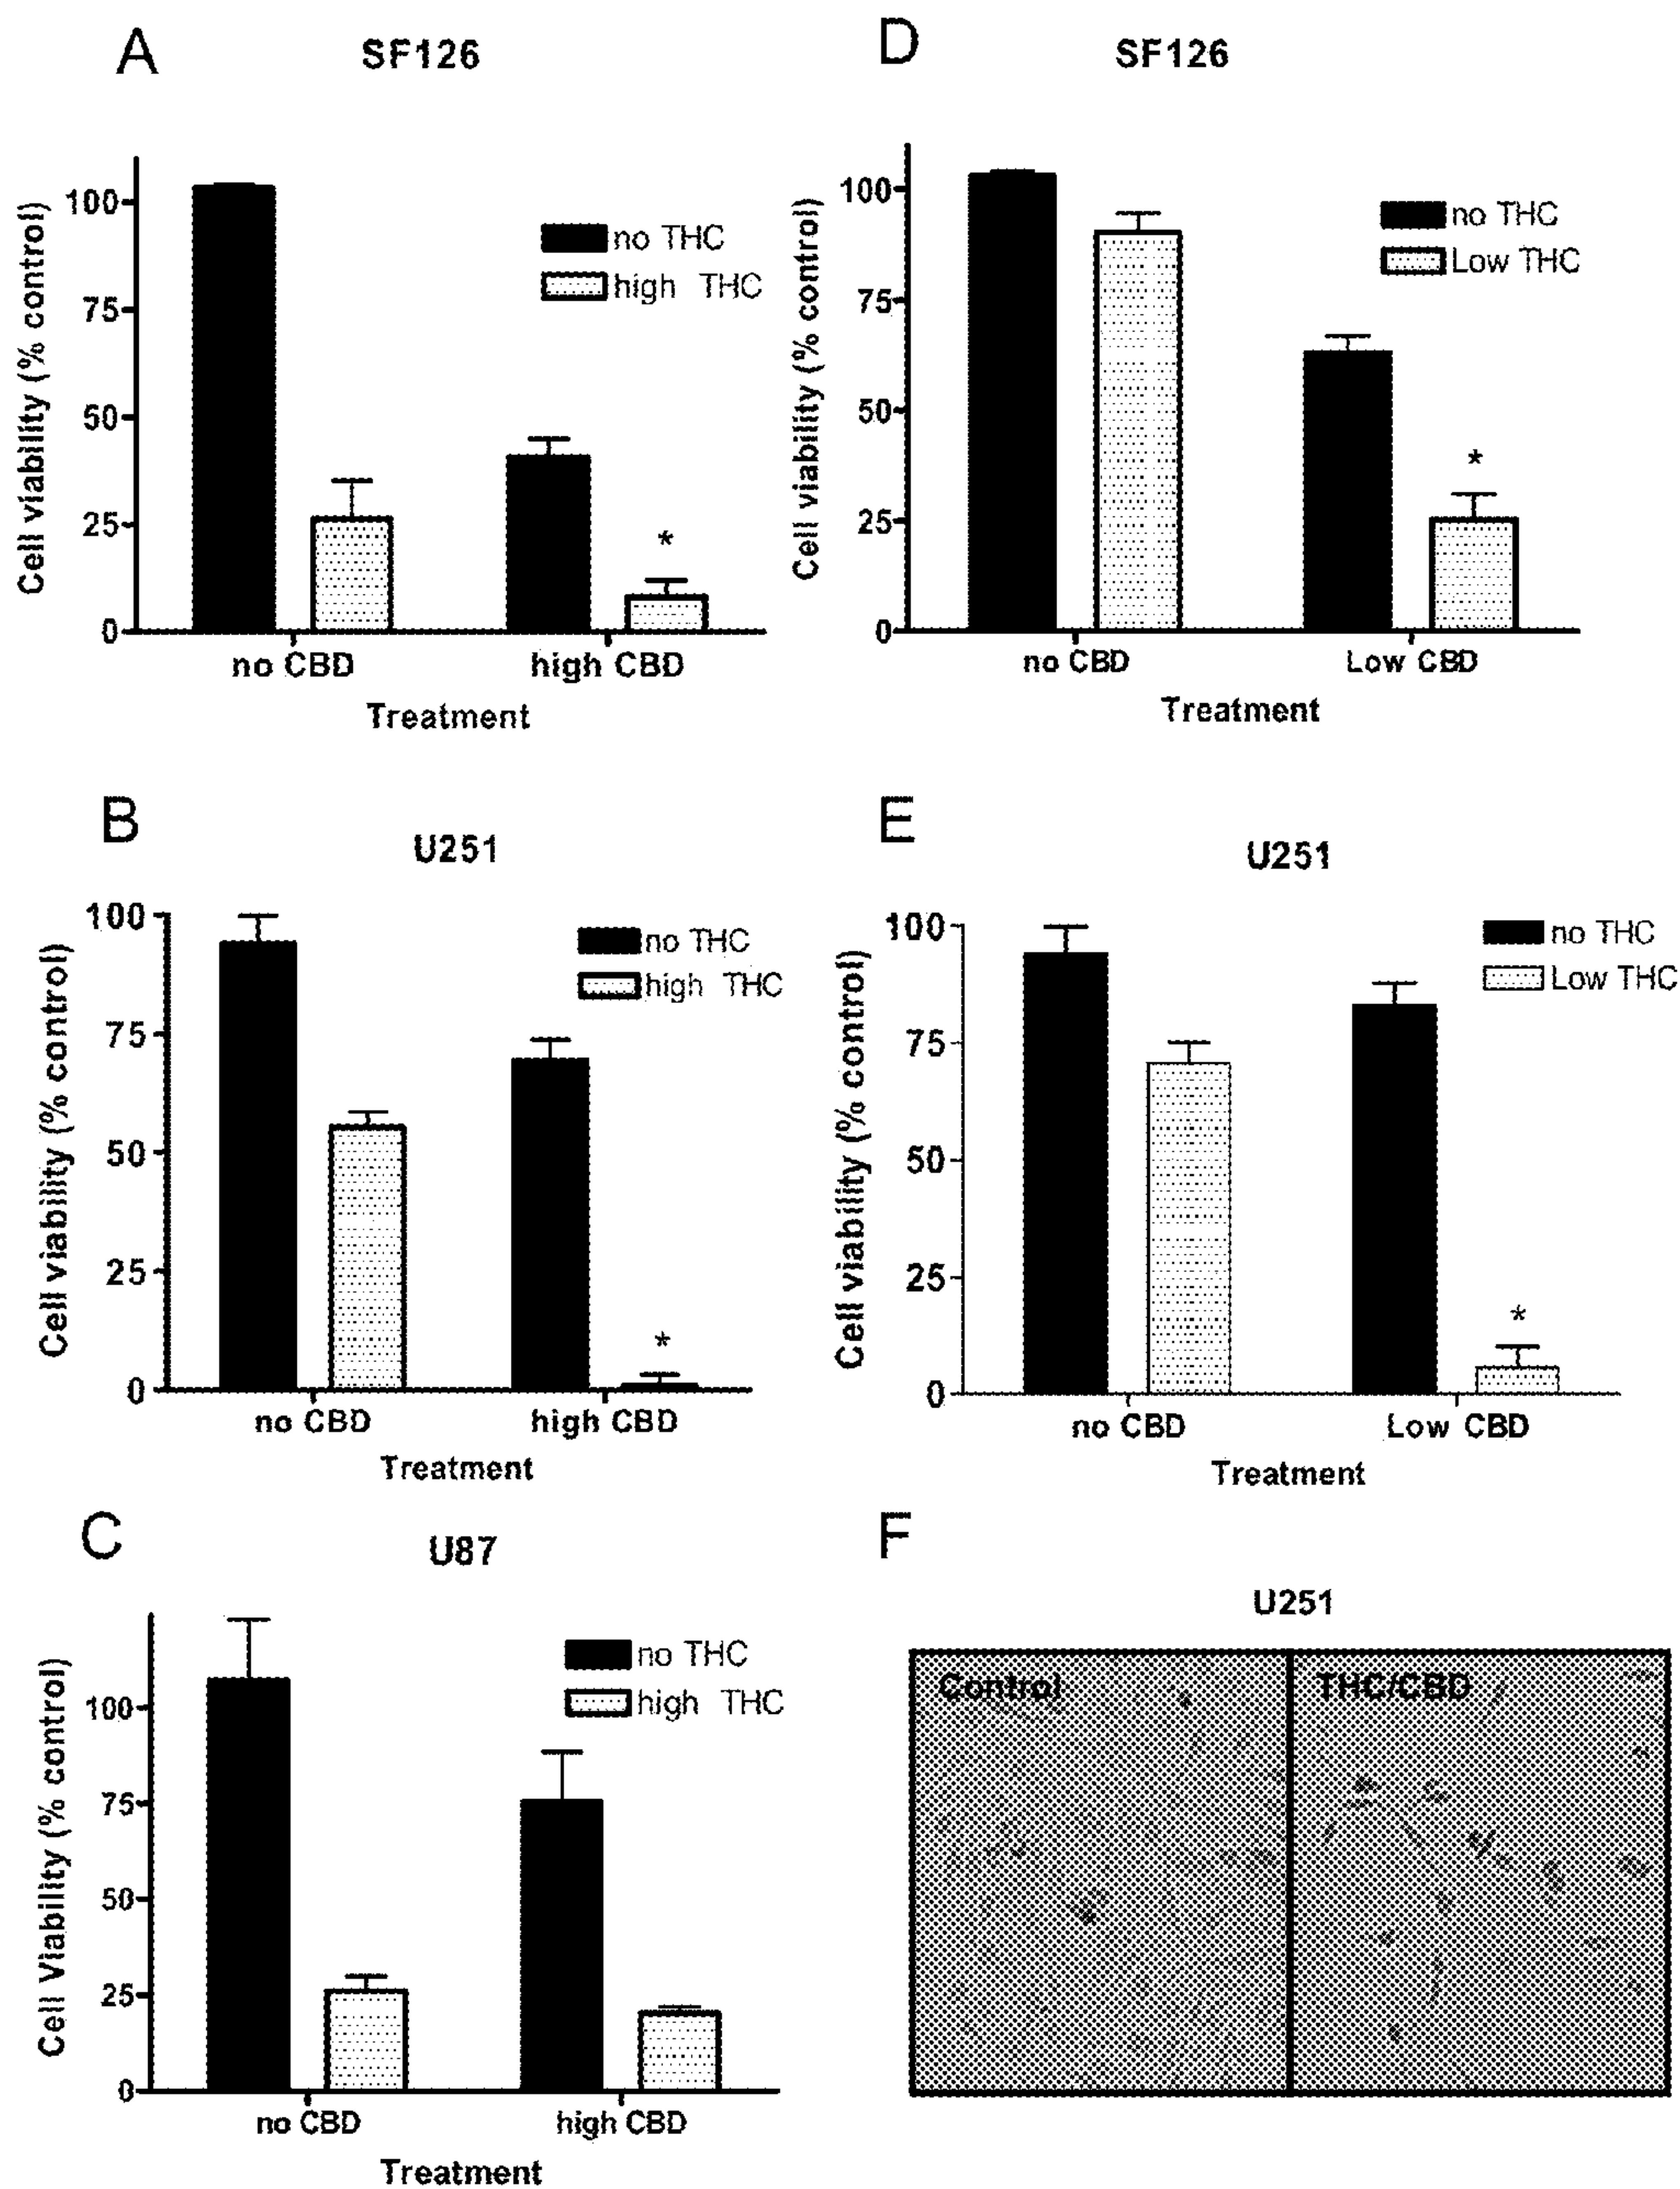 A
SF126
Cell viability (% control)
100
75
50
25
0
no THC
high THC
*
no CBD
high CBD
Treatment
D
SF126
Cell viability (% control)
100
75
50
25
0
no THC
Low THC
*
no CBD
Low CBD
Treatment
B
U251
Cell viability (% control)
100
75
50
25
0
no THC
high THC
*
no CBD
high CBD
Treatment
E
U251
Cell viability (% control)
100
75
50
25
0
no THC
Low THC
*
no CBD
Low CBD
Treatment
C
U87
Cell Viability (% control)
100
75
50
25
0
no THC
high THC
no CBD
high CBD
Treatment
F
U251
Control
THC/CBD